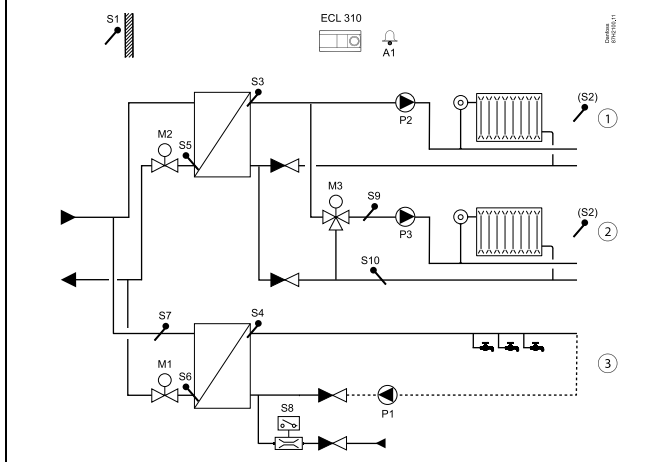 S1
ECL 310
A1
Danfoss
87H2100.11
S3
(S2)
P2
1
M2
S5
M3
S9
(S2)
P3
2
S10
S7
S4
M1
S6
3
S8
P1